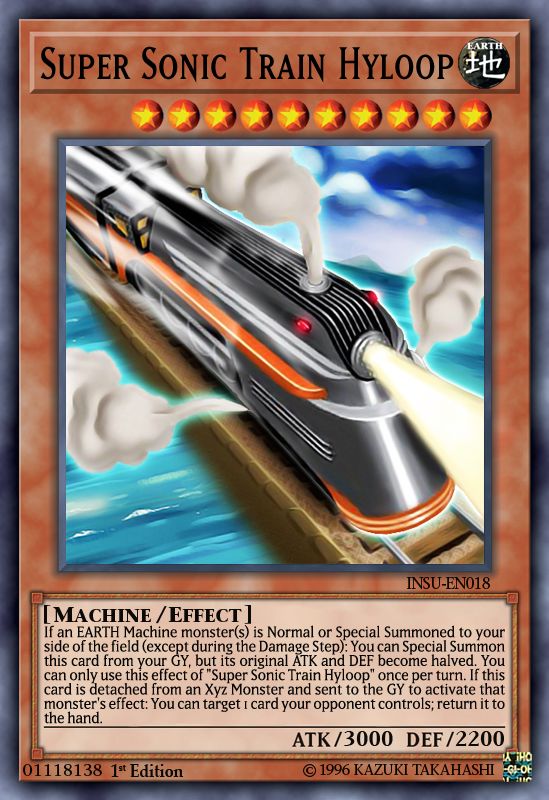 SUPER SONIC TRAIN HYLOOP
EARTH
地
INSU-EN018
[MACHINE/EFFECT]
If an EARTH Machine monster(s) is Normal or Special Summoned to your
side of the field (except during the Damage Step): You can Special Summon
this card from your GY, but its original ATK and DEF become halved. You
can only use this effect of "Super Sonic Train Hyloop" once per turn. If this
card is detached from an Xyz Monster and sent to the GY to activate that
monster's effect: You can target 1 card your opponent controls; return it to
the hand.
ATK/3000 DEF/2200
01118138 1st Edition ©1996 KAZUKI TAKAHASHI